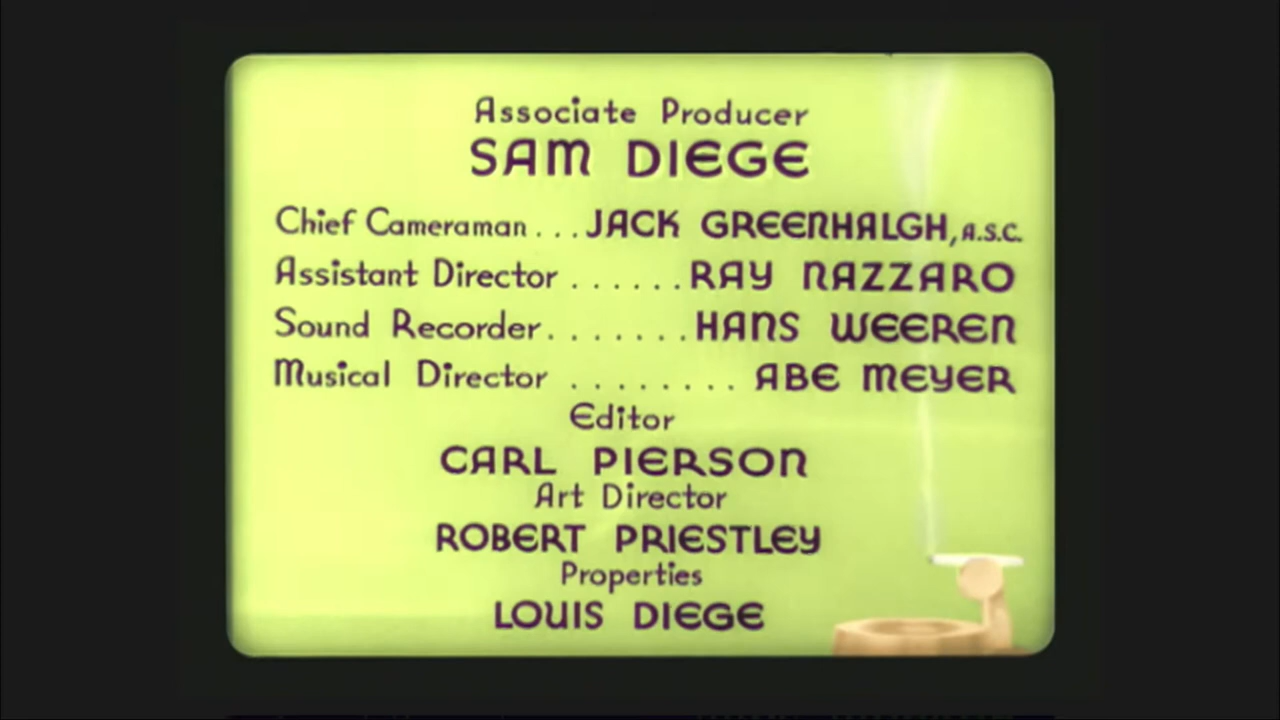 Associate Producer
SAM DIEGE
Chief Cameraman...JACK GREENHALGH, A.S.C.
Assistant Director ......RAY NAZZARO
Sound Recorder.......HANS WEEREN
Musical Director ........ ABE MEYER
Editor
CARL PIERSON
Art Director
ROBERT PRIESTLEY
Properties
LOUIS DIEGE